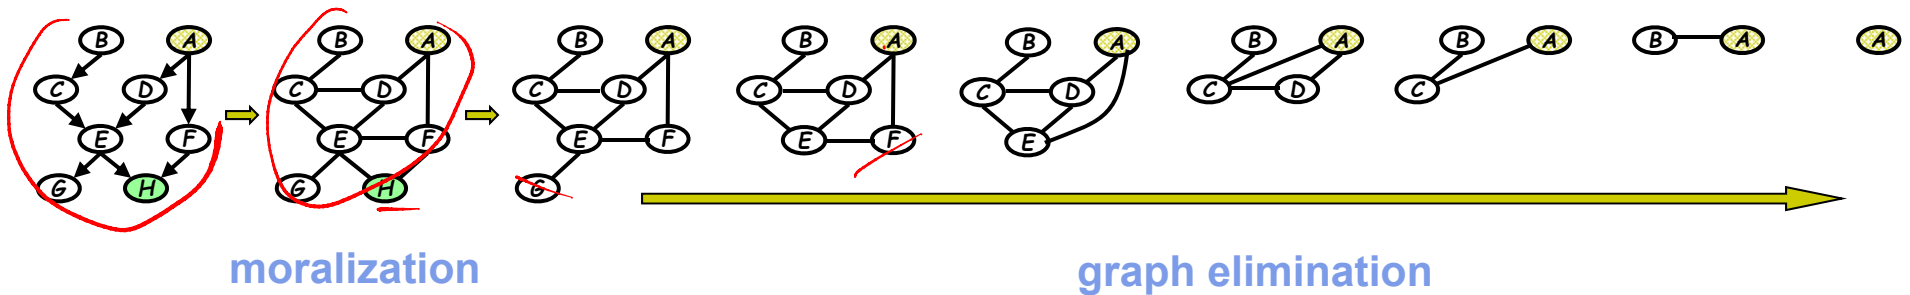 B A B A B A B A B A B A B A B A A
C D C D C D C D C D C D C
E F E F E F E F E
G H G H G
moralization
graph elimination